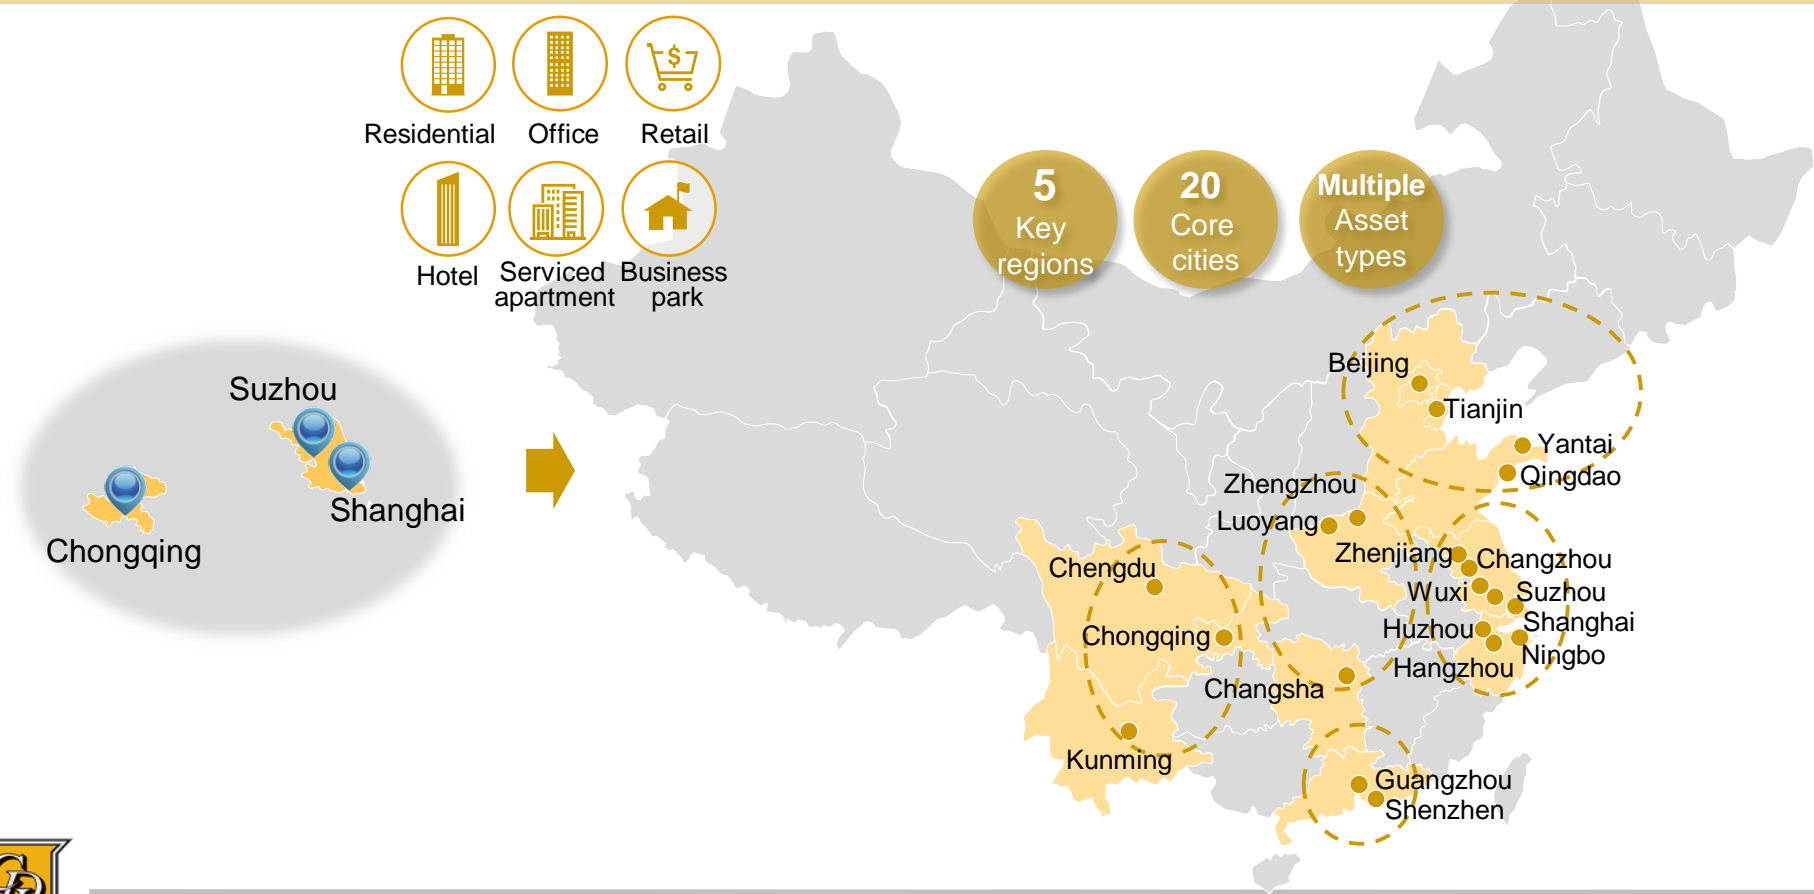 Residential
Office
Retail
Hotel
Serviced
apartment
Business
park
5
Key
regions
20
Core
cities
Multiple
Asset
types
Suzhou
Shanghai
Chongqing
Beijing
Tianjin
Yantai
Qingdao
Zhengzhou
Luoyang
Zhenjiang
Changzhou
Wuxi
Suzhou
Shanghai
Huzhou
Ningbo
Hangzhou
Chengdu
Chongqing
Changsha
Kunming
Guangzhou
Shenzhen